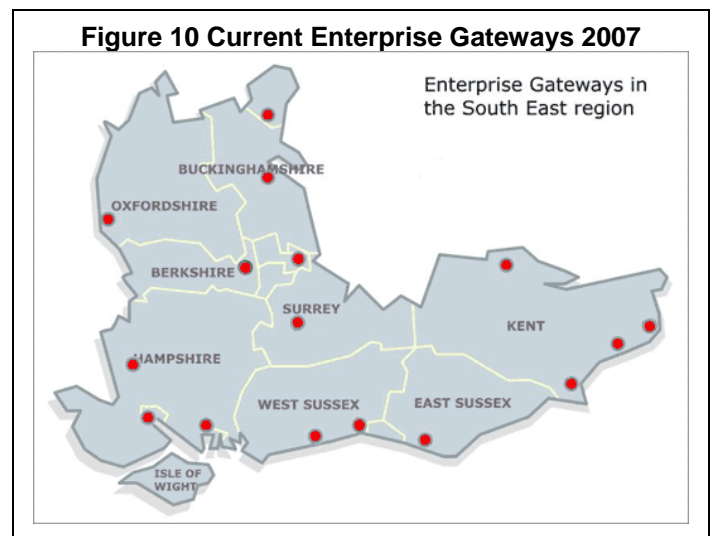 Figure 10 Current Enterprise Gateways 2007
Enterprise Gateways in
the South East region
BUCKINGHAMSHIRE
OXFORDSHIRE
BERKSHIRE
SURREY
KENT
HAMPSHIRE
WEST SUSSEX
EAST SUSSEX
ISLE OF
WIGHT